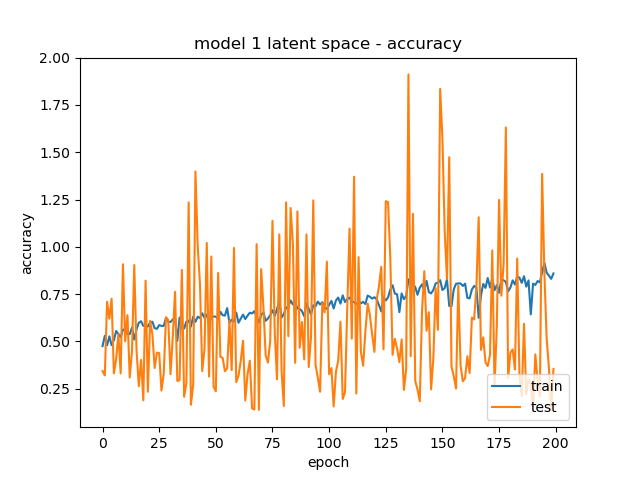 model 1 latent space - accuracy
2.00
1.75
1.50
1.25
1.00
0.75
0.50
0.25
accuracy
train
test
0 25 50 75 100 125 150 175 200
epoch